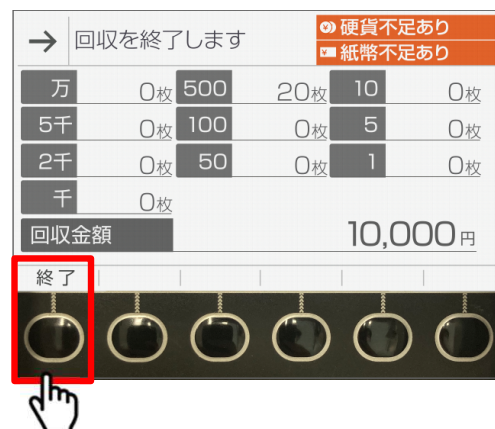 → 回収を終了します
硬貨不足あり
¥ 紙幣不足あり
万 0枚 500 20枚 10 0枚
5千 0枚 100 0枚 5 0枚
2千 0枚 50 0枚 1 0枚
千 0枚
回収金額 10,000円
終了